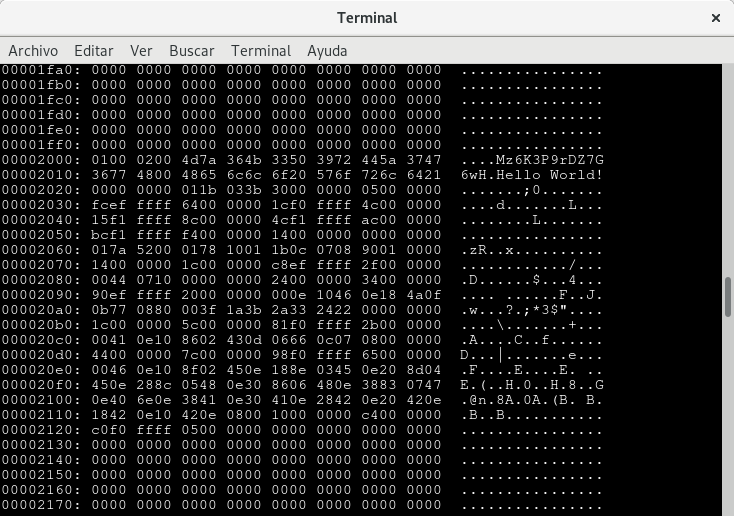 Terminal
Archivo Editar Ver Buscar Terminal Ayuda
00001fa0: 0000 0000 0000 0000 0000 0000 0000 0000 ................
00001fb0: 0000 0000 0000 0000 0000 0000 0000 0000 ................
00001fc0: 0000 0000 0000 0000 0000 0000 0000 0000 ................
00001fd0: 0000 0000 0000 0000 0000 0000 0000 0000 ................
00001fe0: 0000 0000 0000 0000 0000 0000 0000 0000 ................
00001ff0: 0000 0000 0000 0000 0000 0000 0000 0000 ................
00002000: 0100 0200 4d7a 364b 3350 3972 445a 3747 ....Mz6K3P9rDZ7G
00002010: 3677 4800 4865 6c6c 6f20 576f 726c 6421 6wH.Hello World!
00002020: 0000 0000 011b 033b 3000 0000 0500 0000 .......;0.......
00002030: fcef ffff 6400 0000 1cf0 ffff 4c00 0000 ....d.......L...
00002040: 15f1 ffff 8c00 0000 4cf1 ffff ac00 0000 ........L.......
00002050: bcf1 ffff f400 0000 1400 0000 0000 0000 ................
00002060: 017a 5200 0178 1001 1b0c 0708 9001 0000 .zR..x..........
00002070: 1400 0000 1c00 0000 c8ef ffff 2f00 0000 ............/...
00002080: 0044 0710 0000 0000 2400 0000 3400 0000 .D......$...4...
00002090: 90ef ffff 2000 0000 000e 1046 0e18 4a0f .... ......F..J.
000020a0: 0b77 0880 003f 1a3b 2a33 2422 0000 0000 .w...?.;*3$"....
000020b0: 1c00 0000 5c00 0000 81f0 ffff 2b00 0000 ....\.......+...
000020c0: 0041 0e10 8602 430d 0666 0c07 0800 0000 .A....C..f......
000020d0: 4400 0000 7c00 0000 98f0 ffff 6500 0000 D...|.......e...
000020e0: 0046 0e10 8f02 450e 188e 0345 0e20 8d04 .F....E....E. ..
000020f0: 450e 288c 0548 0e30 8606 480e 3883 0747 E.(..H.0..H.8..G
00002100: 0e40 6e0e 3841 0e30 410e 2842 0e20 420e .@n.8A.0A.(B. B.
00002110: 1842 0e10 420e 0800 1000 0000 c400 0000 .B..B...........
00002120: c0f0 ffff 0500 0000 0000 0000 0000 0000 ................
00002130: 0000 0000 0000 0000 0000 0000 0000 0000 ................
00002140: 0000 0000 0000 0000 0000 0000 0000 0000 ................
00002150: 0000 0000 0000 0000 0000 0000 0000 0000 ................
00002160: 0000 0000 0000 0000 0000 0000 0000 0000 ................
00002170: 0000 0000 0000 0000 0000 0000 0000 0000 ................